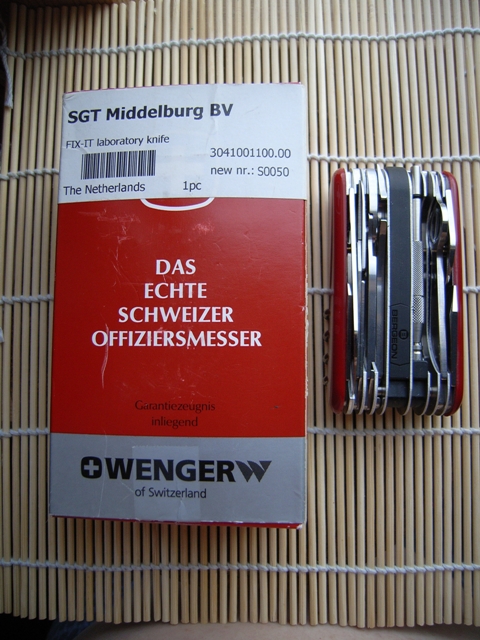 SGT Middelburg BV
FIX-IT laboratory knife
3041001100.00
new nr.: S0050
The Netherlands 1pc
DAS
ECHTE
SCHWEIZER
OFFIZIERSMESSER
Garantiezeugnis
inliegend
WENGER
of Switzerland
BERGEON